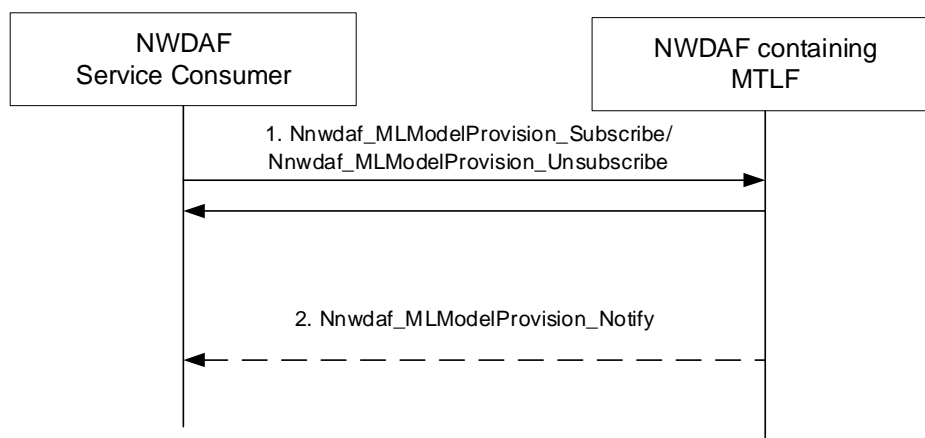 NWDAF
Service Consumer
NWDAF containing
MTLF
1. Nnwdaf_MLModelProvision_Subscribe/
Nnwdaf_MLModelProvision_Unsubscribe
2. Nnwdaf_MLModelProvision_Notify